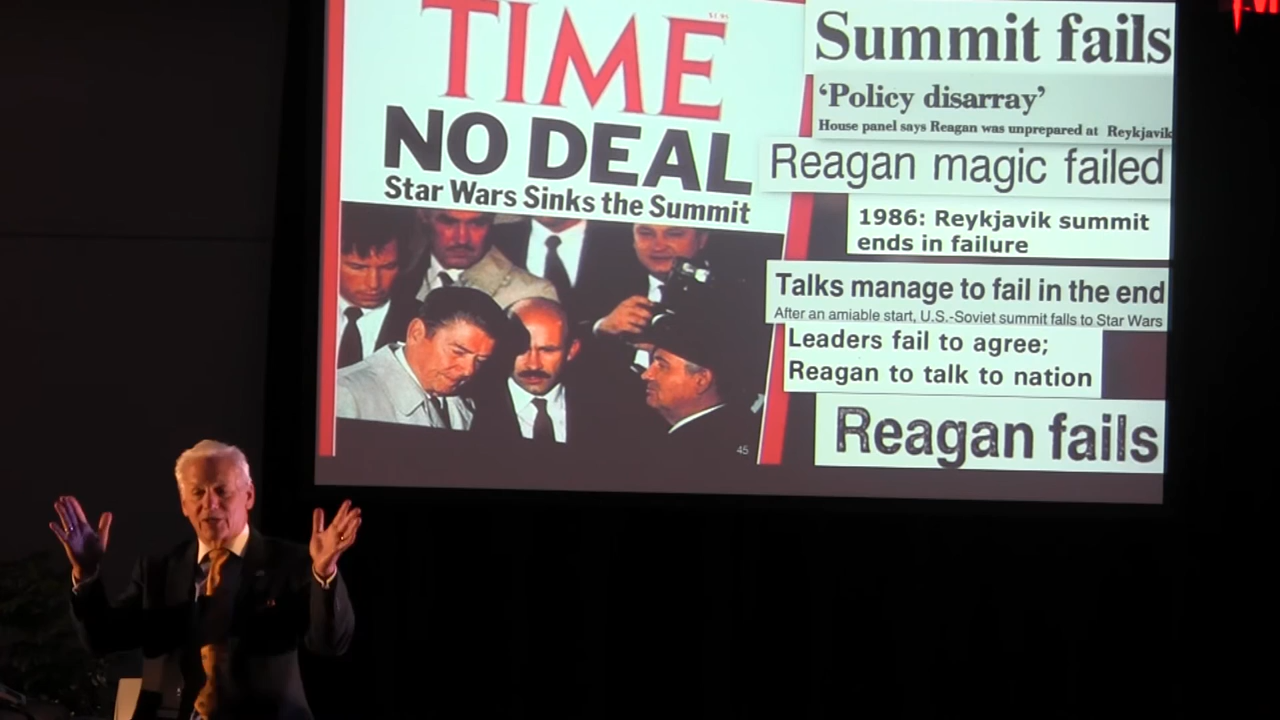 $1.95
TIME
NO DEAL
Star Wars Sinks the Summit
45
Summit fails
‘Policy disarray’
House panel says Reagan was unprepared at Reykjavik
Reagan magic failed
1986: Reykjavik summit
ends in failure
Talks manage to fail in the end
After an amiable start, U.S.-Soviet summit falls to Star Wars
Leaders fail to agree;
Reagan to talk to nation
Reagan fails